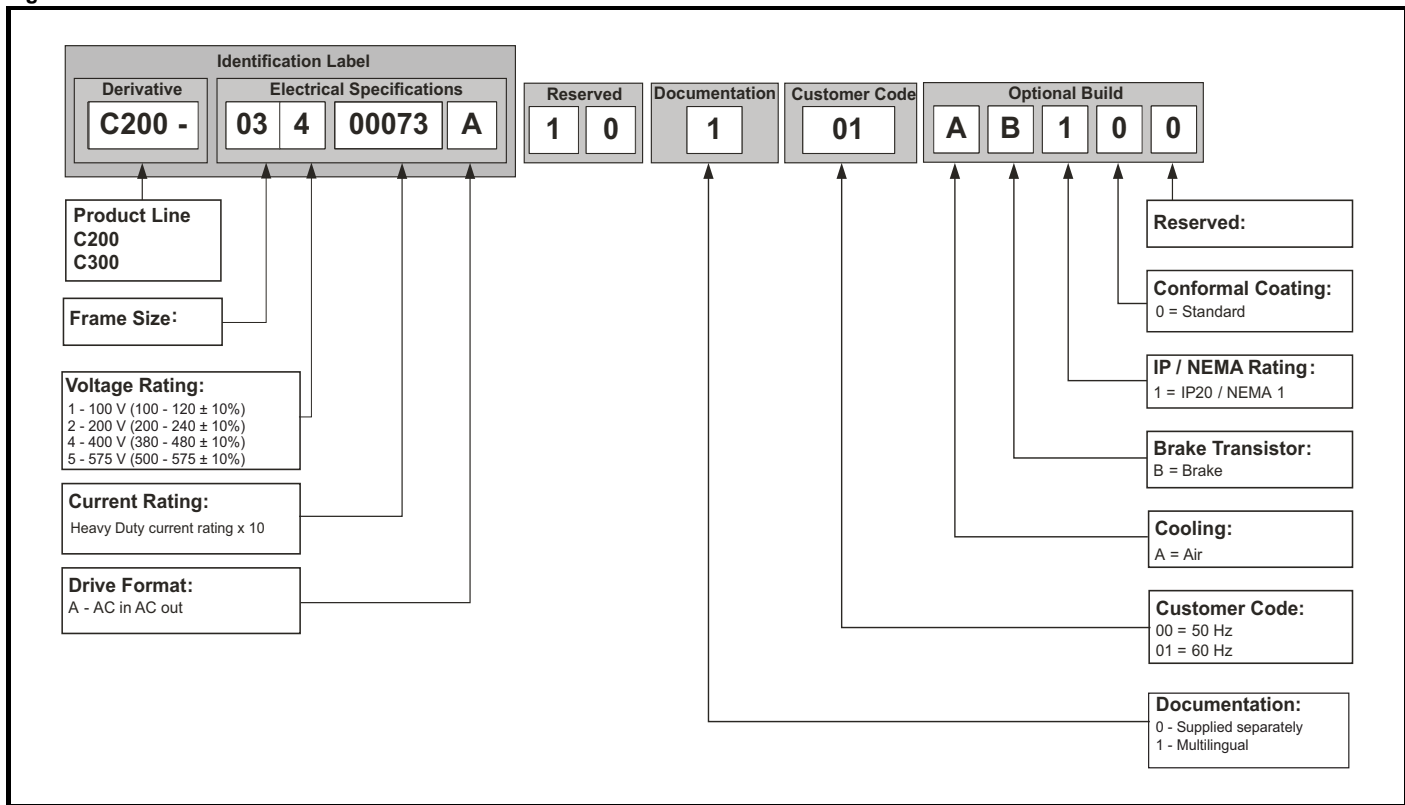 Identification Label
Derivative
Electrical Specifications
Reserved
Documentation
Customer Code
Optional Build
C200 -
03 4 00073 A
1 0
1
01
A B 1 0 0
Product Line
C200
C300
Frame Size:
Voltage Rating:
1 - 100 V (100 - 120 ± 10%)
2 - 200 V (200 - 240 ± 10%)
4 - 400 V (380 - 480 ± 10%)
5 - 575 V (500 - 575 ± 10%)
Current Rating:
Heavy Duty current rating x 10
Drive Format:
A - AC in AC out
Reserved:
Conformal Coating:
0 = Standard
IP / NEMA Rating:
1 = IP20 / NEMA 1
Brake Transistor:
B = Brake
Cooling:
A = Air
Customer Code:
00 = 50 Hz
01 = 60 Hz
Documentation:
0 - Supplied separately
1 - Multilingual